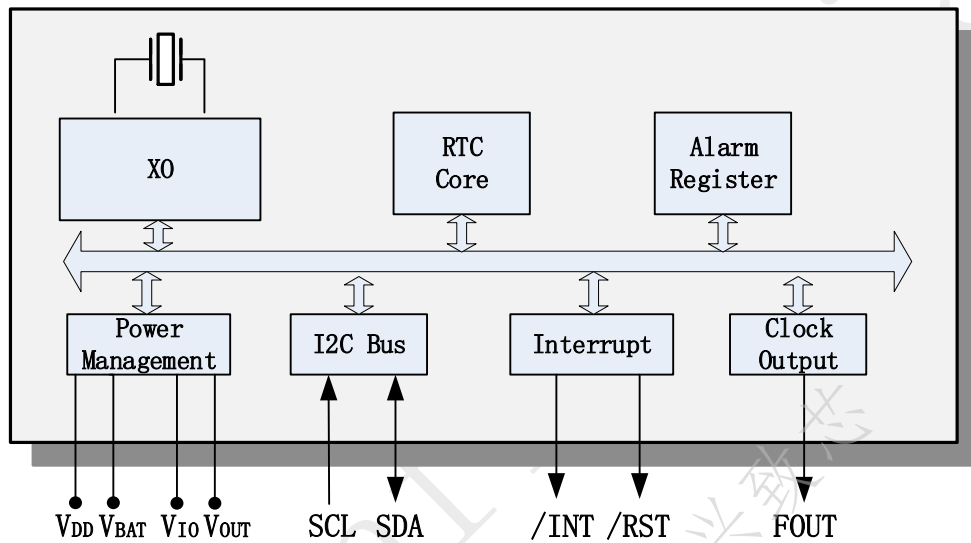 XO
RTC
Core
Alarm
Register
Power
Management
I2C Bus
Interrupt
Clock
Output
VDD VBAT VIO VOUT
SCL SDA
/INT /RST
FOUT